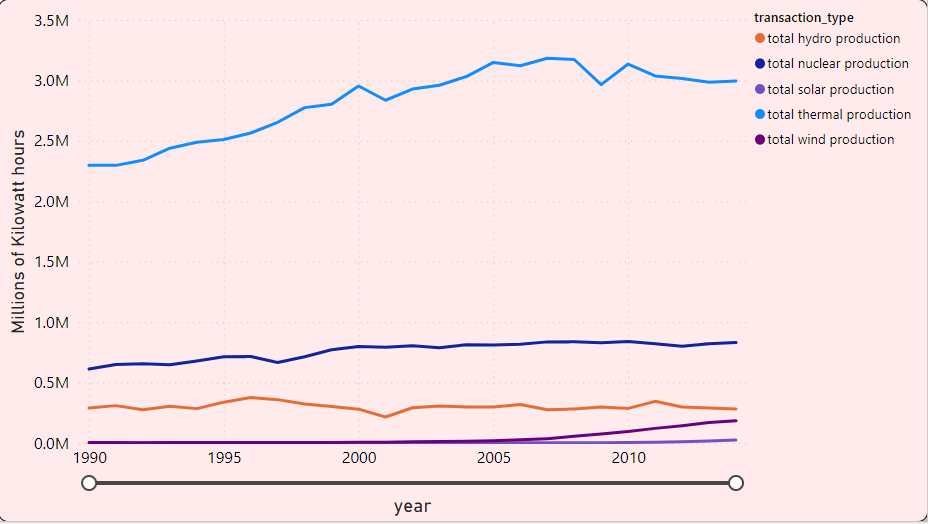 transaction_type
total hydro production
total nuclear production
total solar production
total thermal production
total wind production
Millions of Kilowatt hours
3.5M
3.0M
2.5M
2.0M
1.5M
1.0M
0.5M
0.0M
1990 1995 2000 2005 2010
year